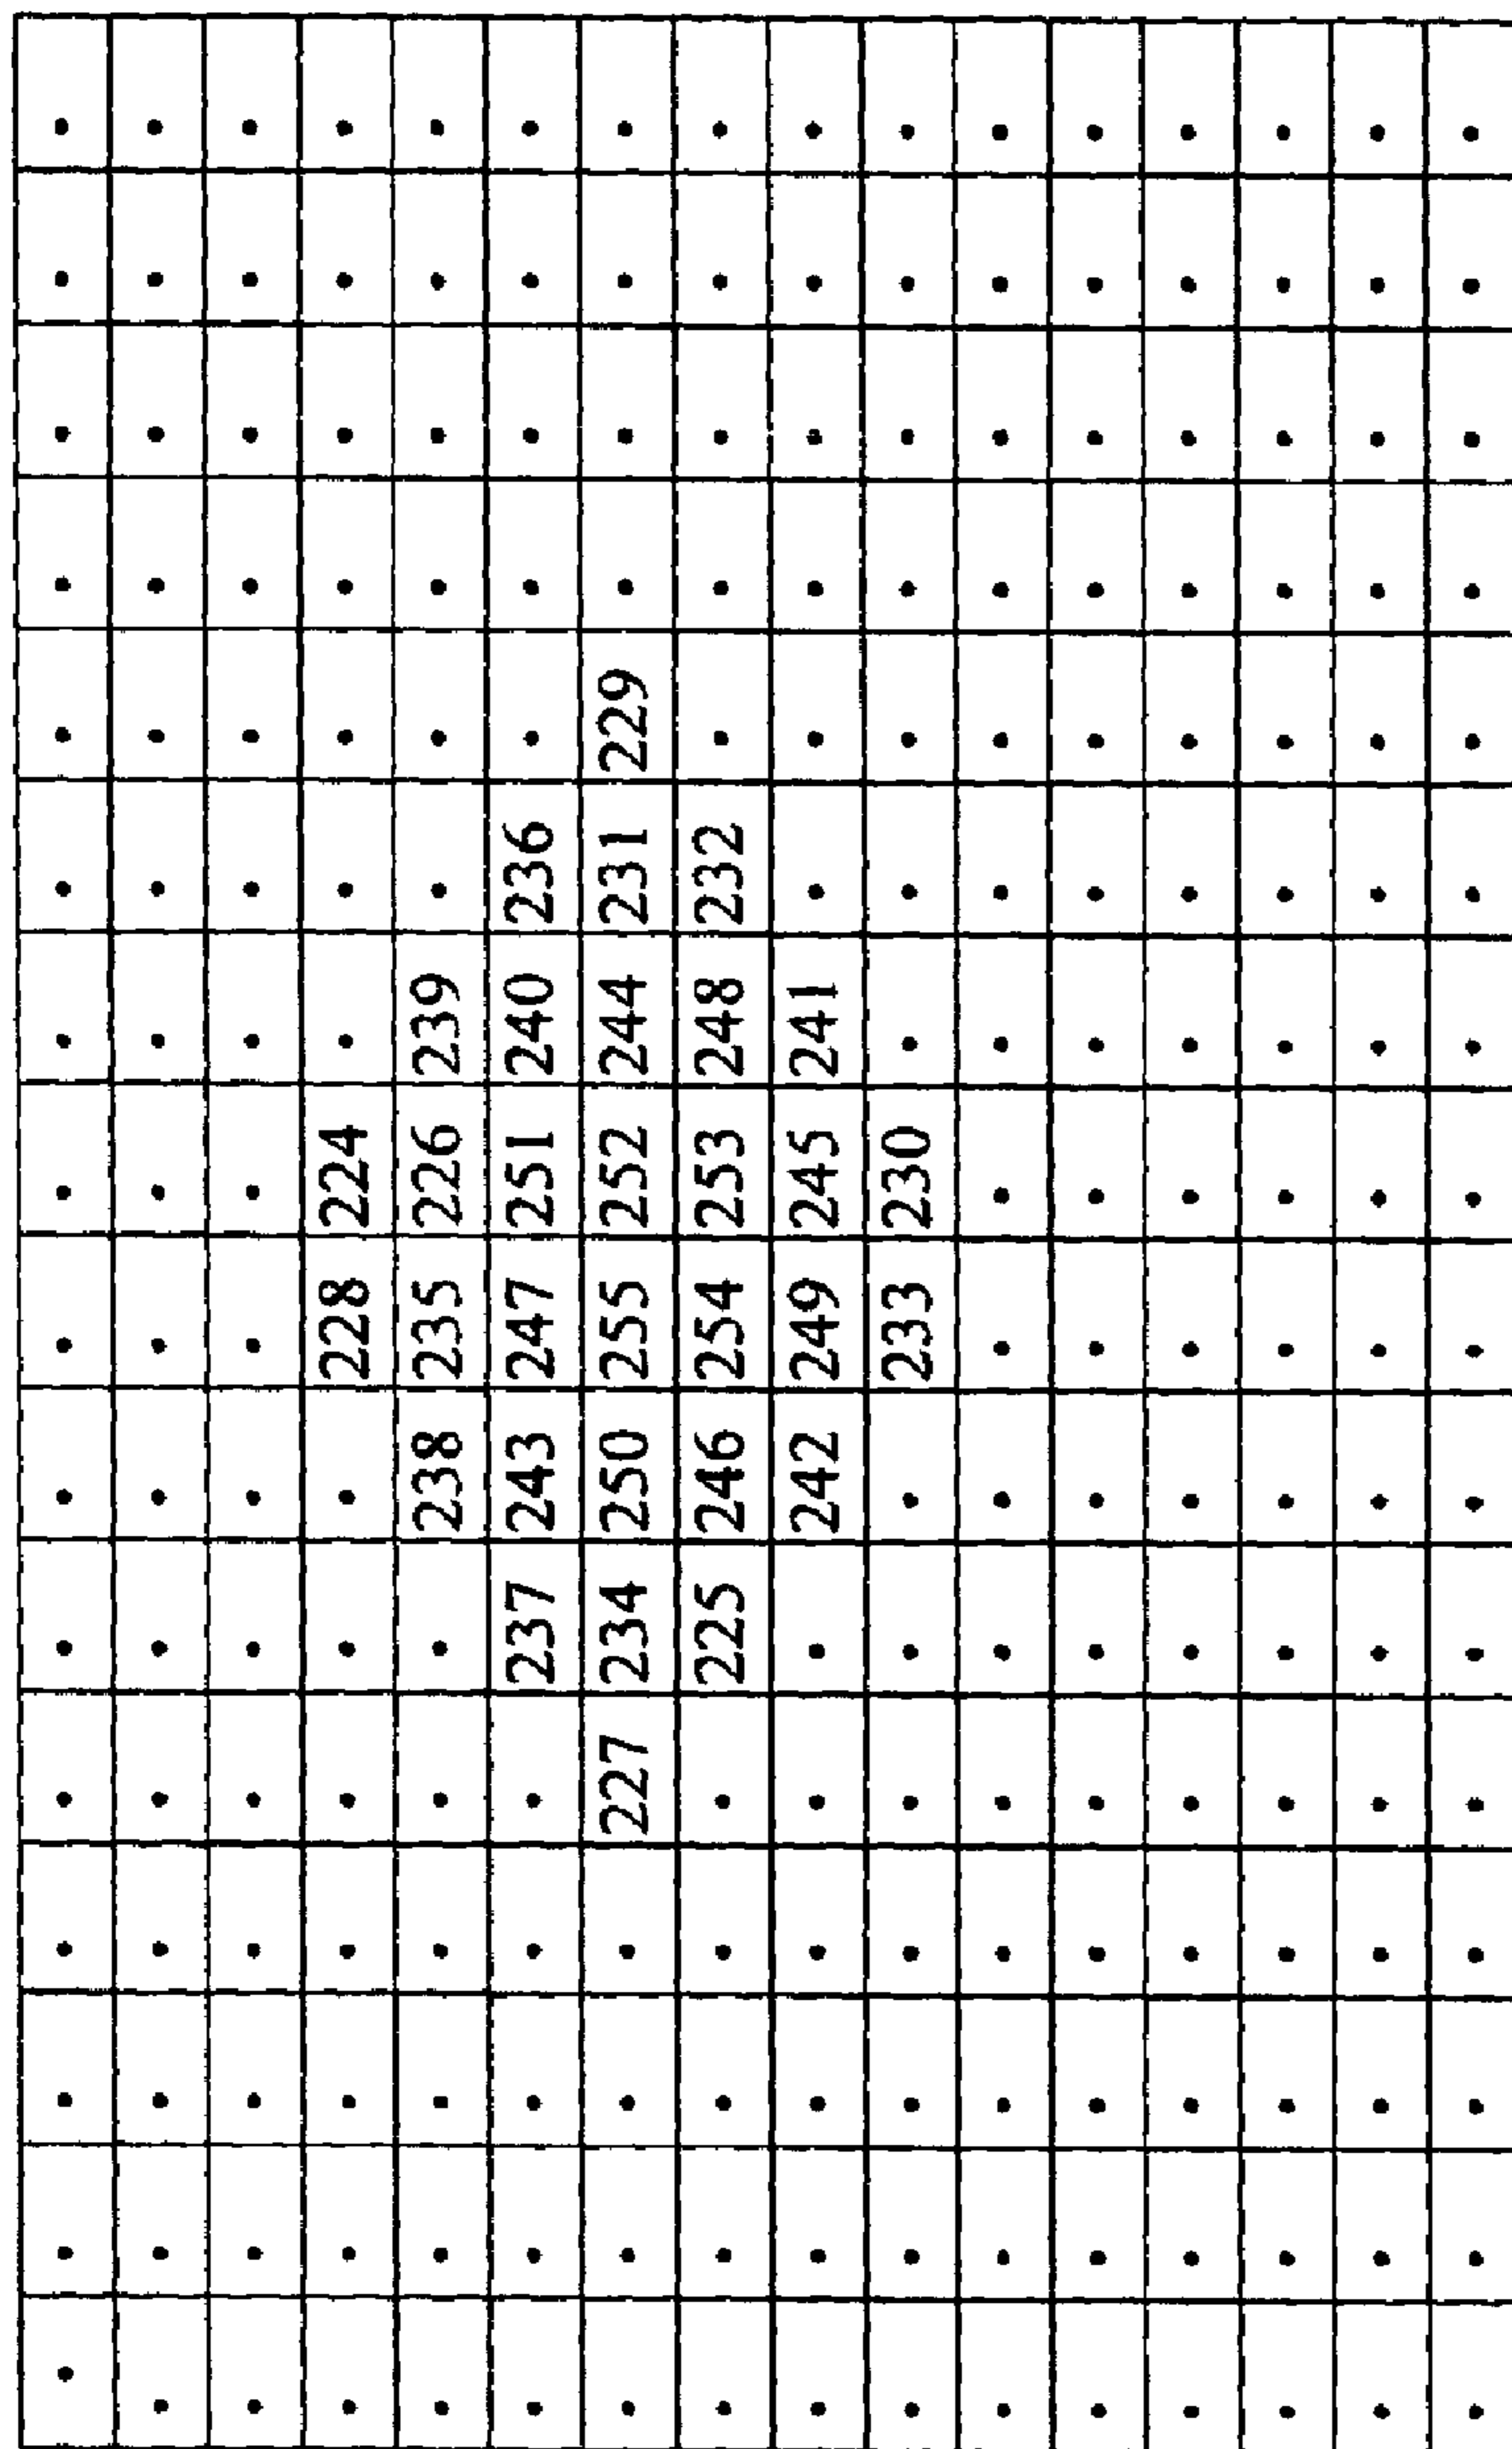 • • • • • • • • • • • • • • • •
• • • • • • • • • • • • • • • •
• • • • • • • • • • • • • • • •
• • • • • • • 228 224 • • • • • • •
• • • • • • 238 235 226 239 • • • • • •
• • • • • 237 243 247 251 240 236 • • • • •
• • • • 227 234 250 255 252 244 231 229 • • • •
• • • • • 225 246 254 253 248 232 • • • • •
• • • • • • 242 249 245 241 • • • • • •
• • • • • • • 233 230 • • • • • • •
• • • • • • • • • • • • • • • •
• • • • • • • • • • • • • • • •
• • • • • • • • • • • • • • • •
• • • • • • • • • • • • • • • •
• • • • • • • • • • • • • • • •
• • • • • • • • • • • • • • • •